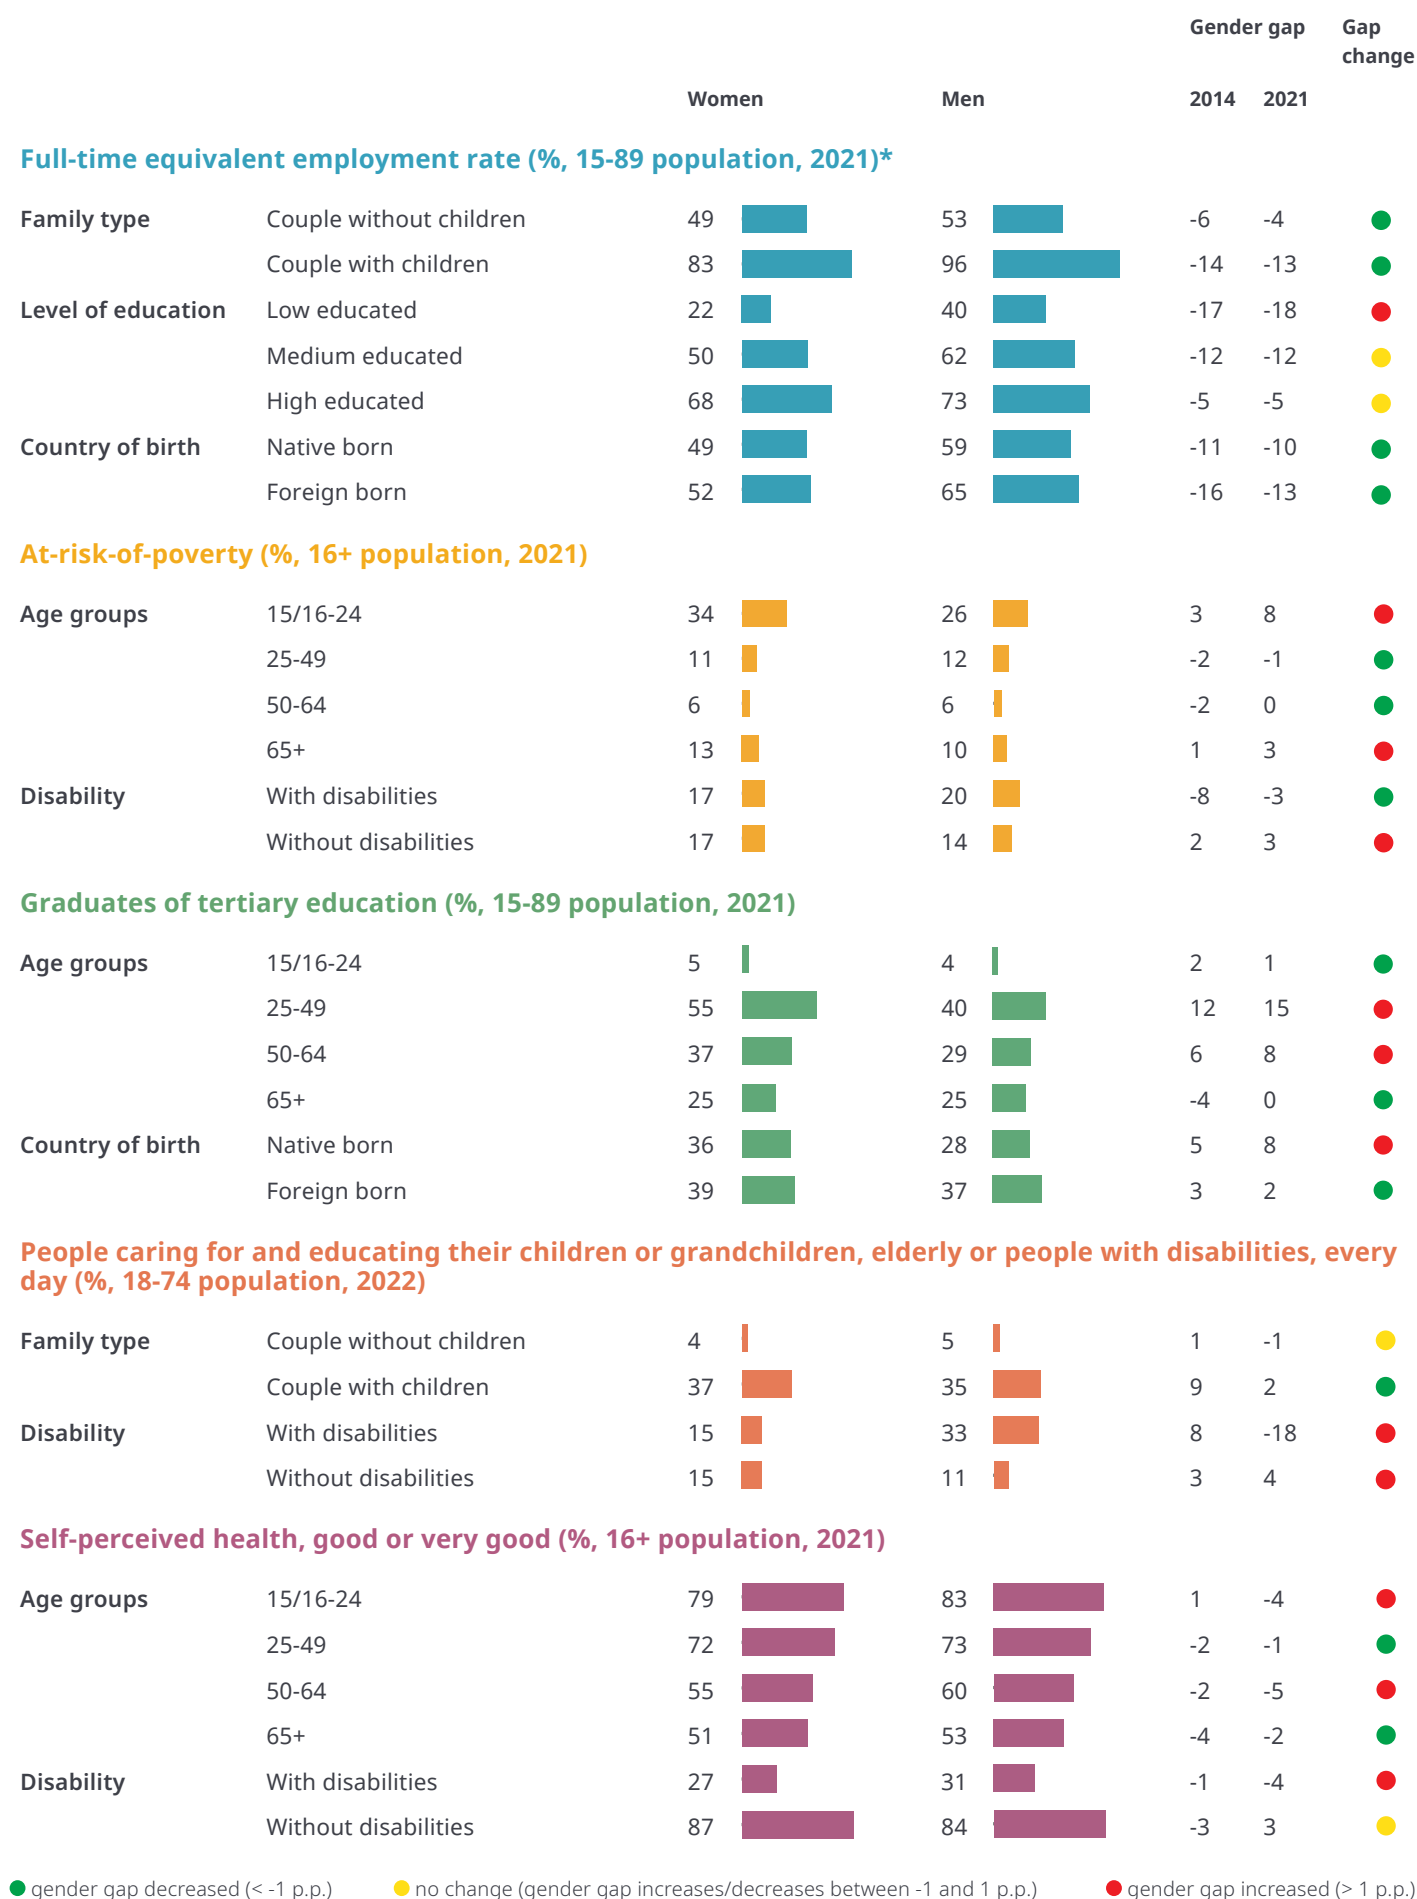 Gender gap Gap
change
Women Men 2014 2021
Full-time equivalent employment rate (%, 15-89 population, 2021)*
Family type Couple without children 49 53 -6 -4
Couple with children 83 96 -14 -13
Level of education Low educated 22 40 -17 -18
Medium educated 50 62 -12 -12
High educated 68 73 -5 -5
Country of birth Native born 49 59 -11 -10
Foreign born 52 65 -16 -13
At-risk-of-poverty (%, 16+ population, 2021)
Age groups 15/16-24 34 26 3 8
25-49 11 12 -2 -1
50-64 6 6 -2 0
65+ 13 10 1 3
Disability With disabilities 17 20 -8 -3
Without disabilities 17 14 2 3
Graduates of tertiary education (%, 15-89 population, 2021)
Age groups 15/16-24 5 4 2 1
25-49 55 40 12 15
50-64 37 29 6 8
65+ 25 25 -4 0
Country of birth Native born 36 28 5 8
Foreign born 39 37 3 2
People caring for and educating their children or grandchildren, elderly or people with disabilities, every
day (%, 18-74 population, 2022)
Family type Couple without children 4 5 1 -1
Couple with children 37 35 9 2
Disability With disabilities 15 33 8 -18
Without disabilities 15 11 3 4
Self-perceived health, good or very good (%, 16+ population, 2021)
Age groups 15/16-24 79 83 1 -4
25-49 72 73 -2 -1
50-64 55 60 -2 -5
65+ 51 53 -4 -2
Disability With disabilities 27 31 -1 -4
Without disabilities 87 84 -3 3
gender gap decreased (< -1 p.p.) no change (gender gap increases/decreases between -1 and 1 p.p.) gender gap increased (> 1 p.p.)